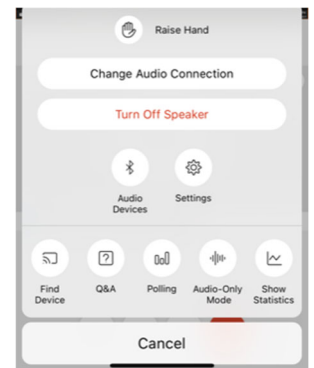 Raise Hand
Change Audio Connection
Turn Off Speaker
Audio
Devices
Settings
Find
Device
Q&A
Polling
Audio-Only
Mode
Show
Statistics
Cancel